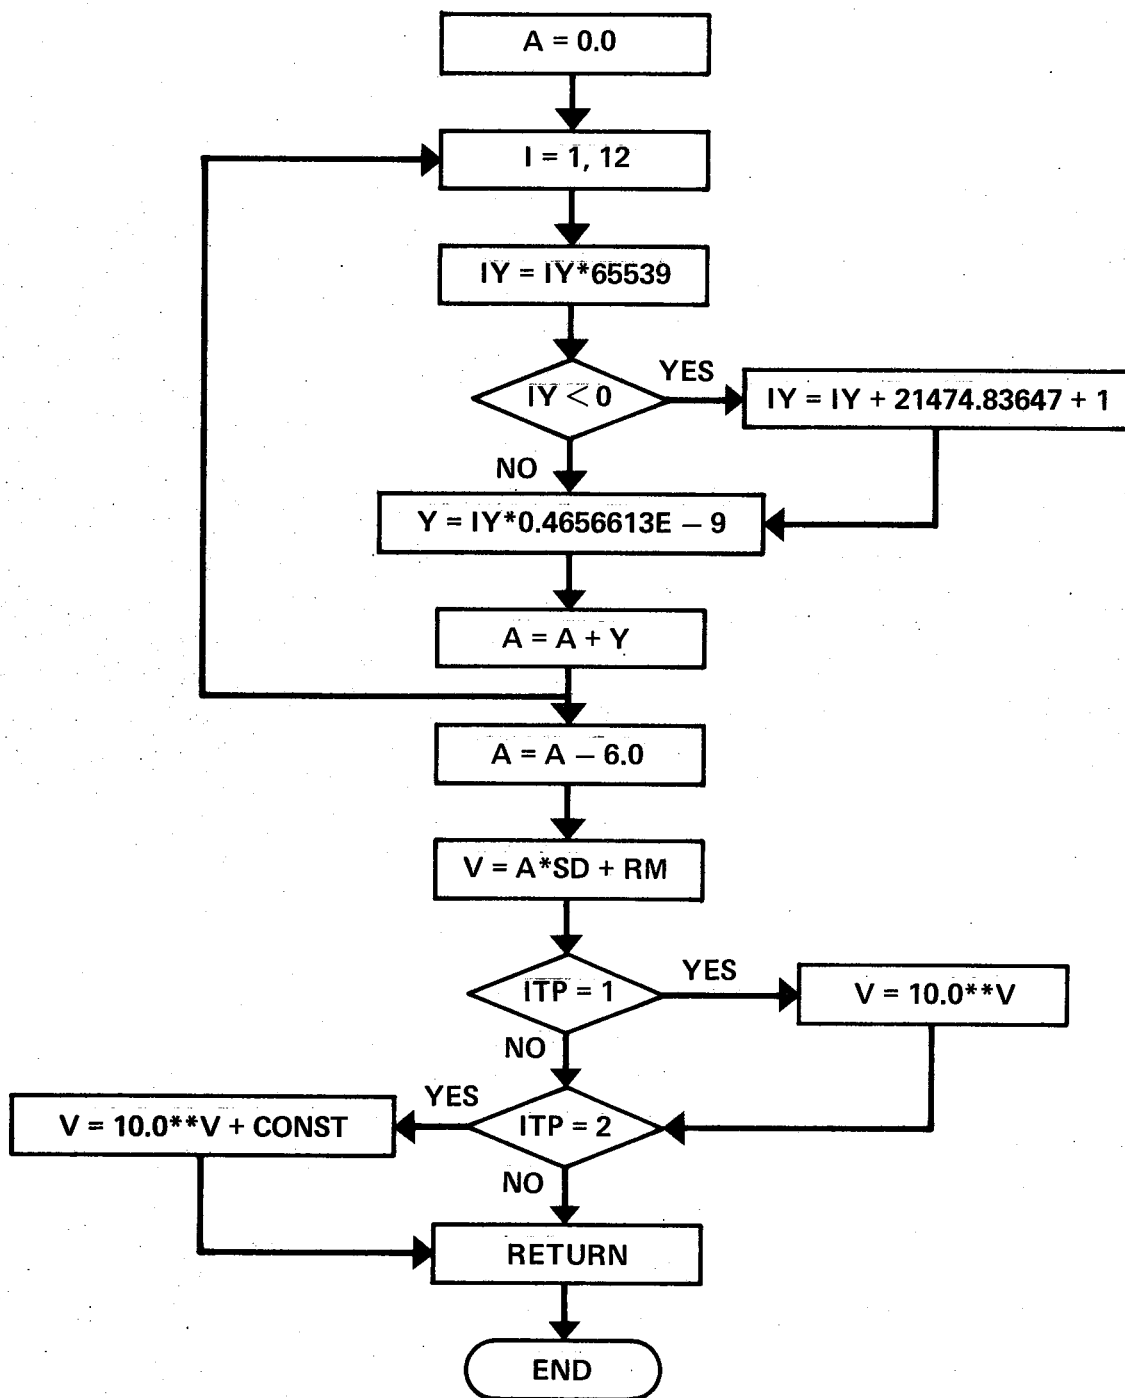 A = 0.0
I = 1, 12
IY = IY*65539
IY < 0
YES
IY = IY + 21474.83647 + 1
NO
Y = IY*0.4656613E – 9
A = A + Y
A = A – 6.0
V = A*SD + RM
ITP = 1
YES
V = 10.0**V
NO
ITP = 2
YES
V = 10.0**V + CONST
NO
RETURN
END